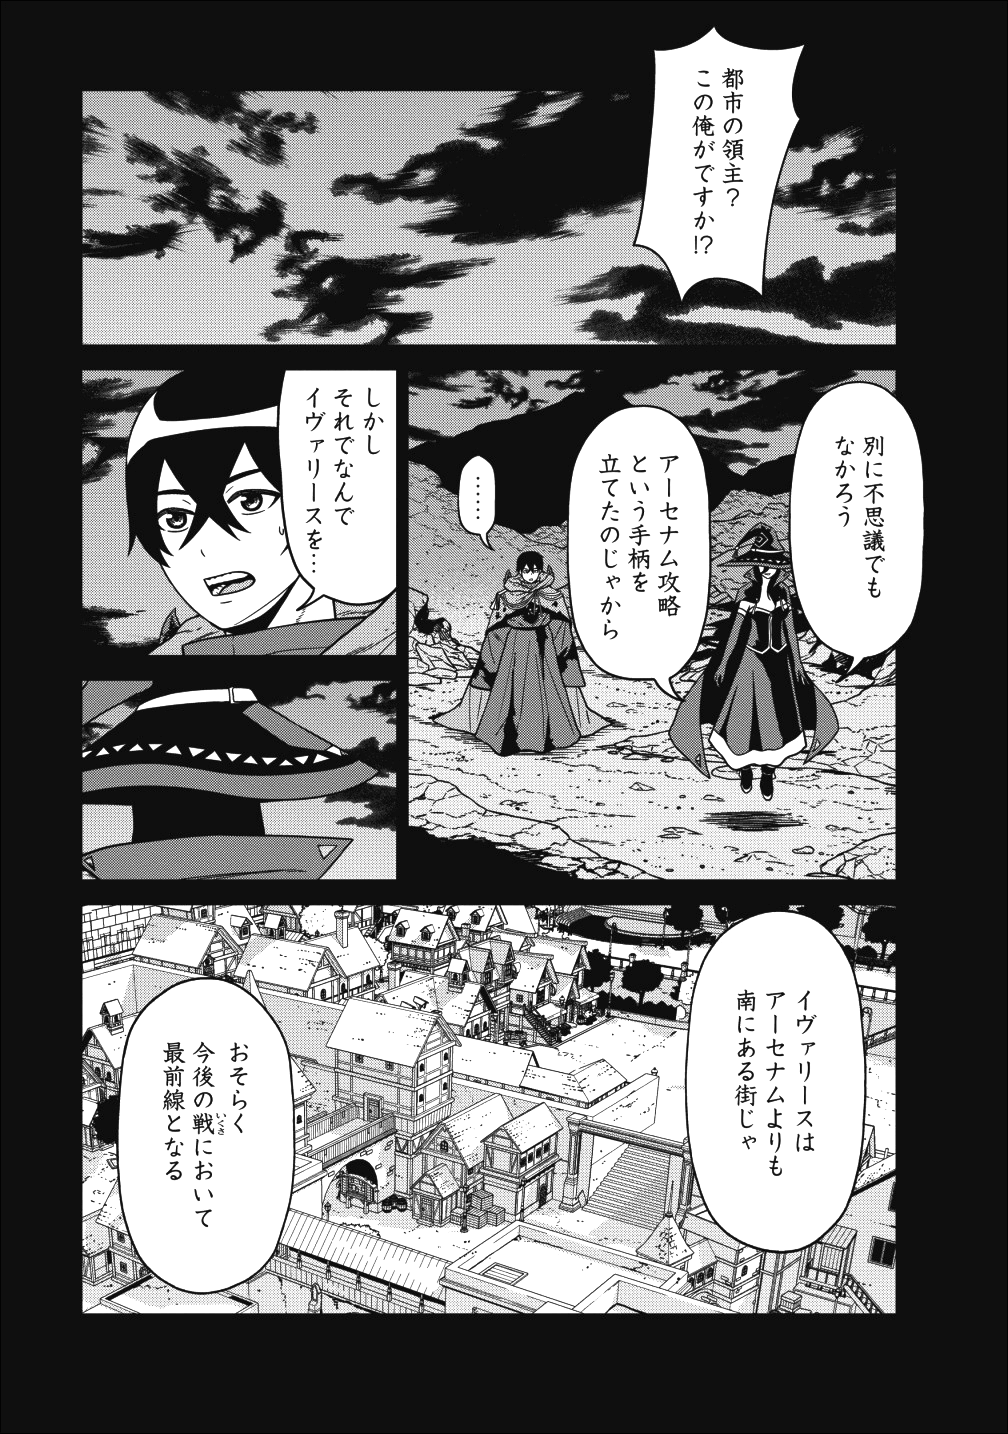 都市の領主?
この俺がですか!?
別に不思議でも
なかろう
アーセナム攻略
という手柄を
立てたのじゃから
……
しかし
それでなんで
イヴァリースを…
イヴァリースは
アーセナムよりも
南にある街じゃ
おそらく
今後の戦において
いくさ
最前線となる